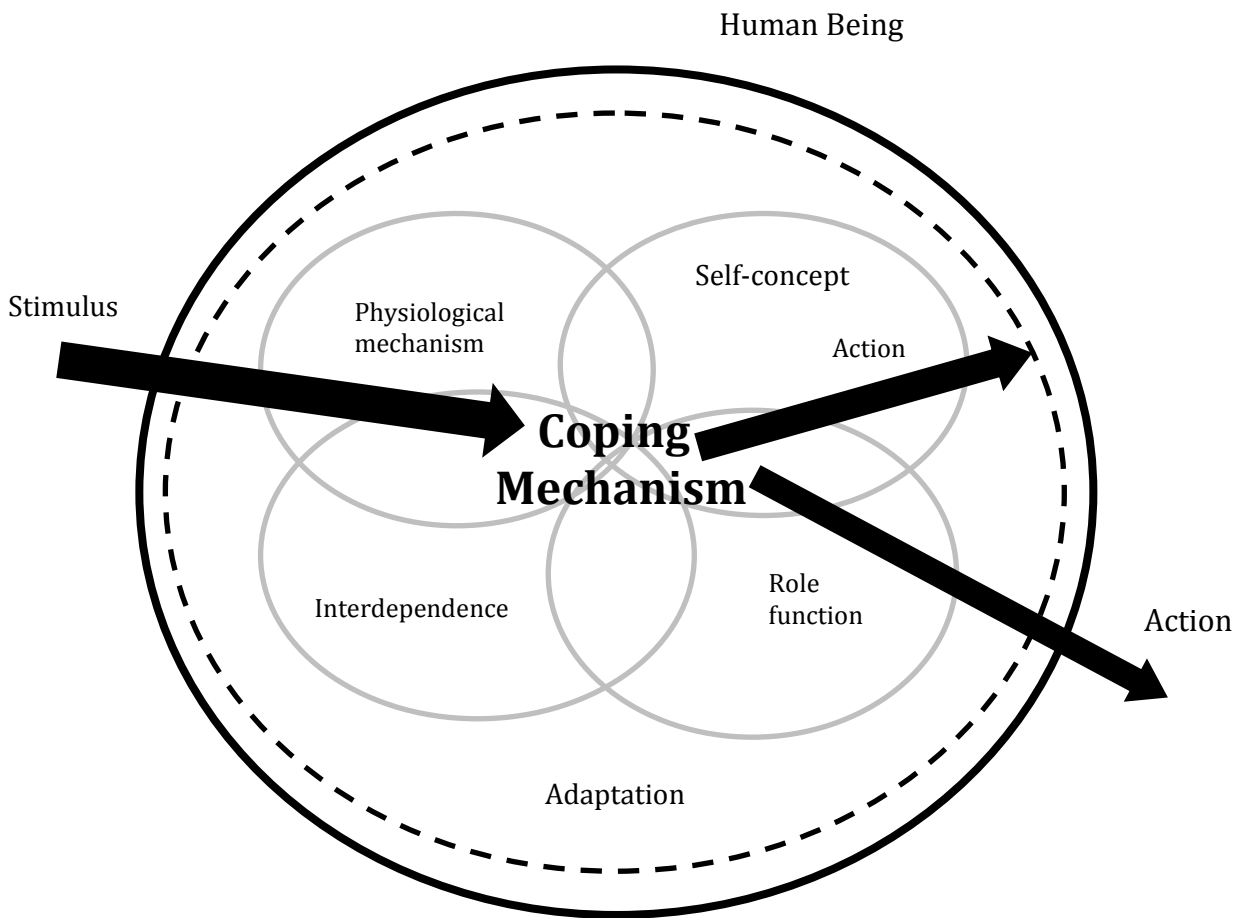 Human Being
Self-concept
Stimulus
Physiological
mechanism
Action
Coping
Mechanism
Interdependence
Role
function
Action
Adaptation